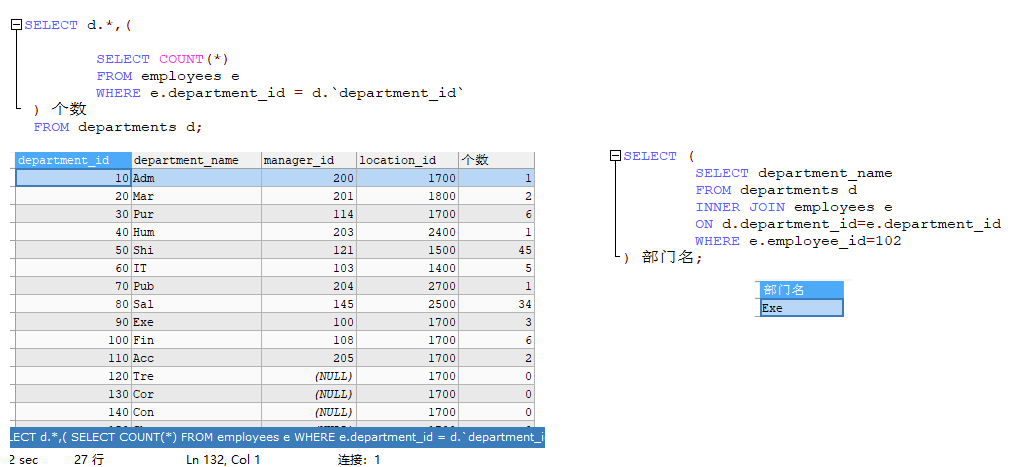 SELECT d.*,(
SELECT COUNT(*)
FROM employees e
WHERE e.department_id = d.`department_id`
) 个数
FROM departments d;
department_id department_name manager_id location_id 个数
10 Adm 200 1700 1
20 Mar 201 1800 2
30 Pur 114 1700 6
40 Hum 203 2400 1
50 Shi 121 1500 45
60 IT 103 1400 5
70 Pub 204 2700 1
80 Sal 145 2500 34
90 Exe 100 1700 3
100 Fin 108 1700 6
110 Acc 205 1700 2
120 Tre (NULL) 1700 0
130 Cor (NULL) 1700 0
140 Con (NULL) 1700 0
LECT d.*,( SELECT COUNT(*) FROM employees e WHERE e.department_id = d.`department_i
2 sec 27 行 Ln 132, Col 1 连接: 1
SELECT (
SELECT department_name
FROM departments d
INNER JOIN employees e
ON d.department_id=e.department_id
WHERE e.employee_id=102
) 部门名;
部门名
Exe